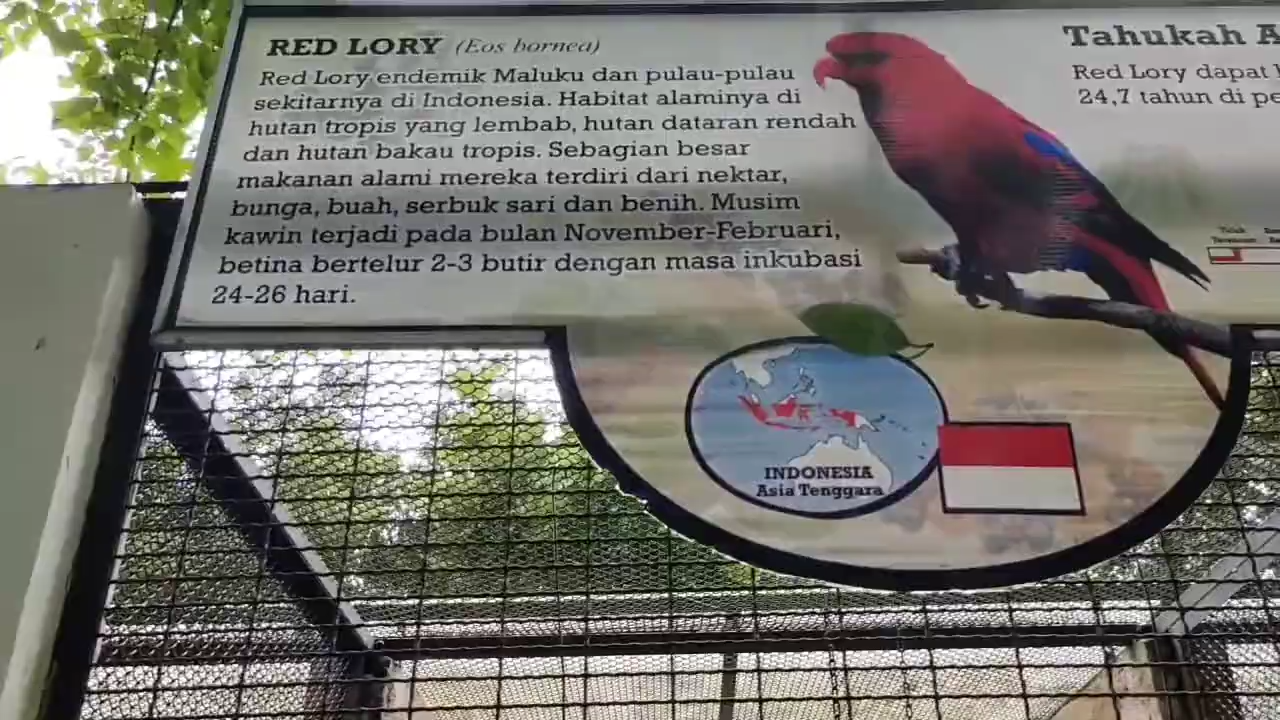 RED LORY (Eos bornea)
Red Lory endemik Maluku dan pulau-pulau
sekitarnya di Indonesia. Habitat alaminya di
hutan tropis yang lembab, hutan dataran rendah
dan hutan bakau tropis. Sebagian besar
makanan alami mereka terdiri dari nektar,
bunga, buah, serbuk sari dan benih. Musim
kawin terjadi pada bulan November-Februari,
betina bertelur 2-3 butir dengan masa inkubasi
24-26 hari.
Tahukah A
Red Lory dapat
24,7 tahun di pe
INDONESIA
Asia Tenggara